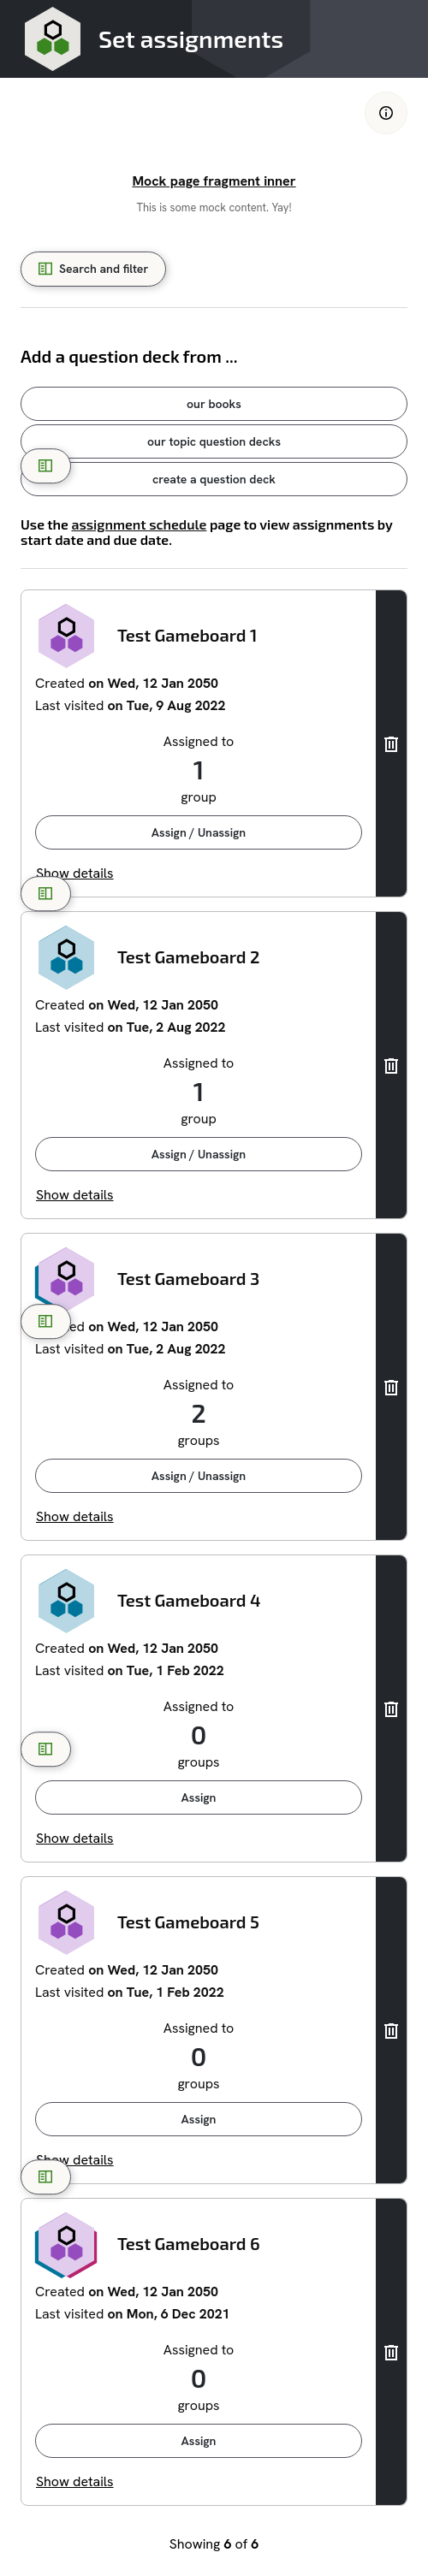 Set assignments
Mock page fragment inner
This is some mock content. Yay!
Search and filter
Add a question deck from ...
our books
our topic question decks
create a question deck
Use the assignment schedule page to view assignments by
start date and due date.
Test Gameboard 1
Created on Wed, 12 Jan 2050
Last visited on Tue, 9 Aug 2022
Assigned to
1
group
Assign / Unassign
Show details
Test Gameboard 2
Created on Wed, 12 Jan 2050
Last visited on Tue, 2 Aug 2022
Assigned to
1
group
Assign / Unassign
Show details
Test Gameboard 3
ed on Wed, 12 Jan 2050
Last visited on Tue, 2 Aug 2022
Assigned to
2
groups
Assign / Unassign
Show details
Test Gameboard 4
Created on Wed, 12 Jan 2050
Last visited on Tue, 1 Feb 2022
Assigned to
0
groups
Assign
Show details
Test Gameboard 5
Created on Wed, 12 Jan 2050
Last visited on Tue, 1 Feb 2022
Assigned to
0
groups
Assign
Show details
Test Gameboard 6
Created on Wed, 12 Jan 2050
Last visited on Mon, 6 Dec 2021
Assigned to
0
groups
Assign
Show details
Showing 6 of 6